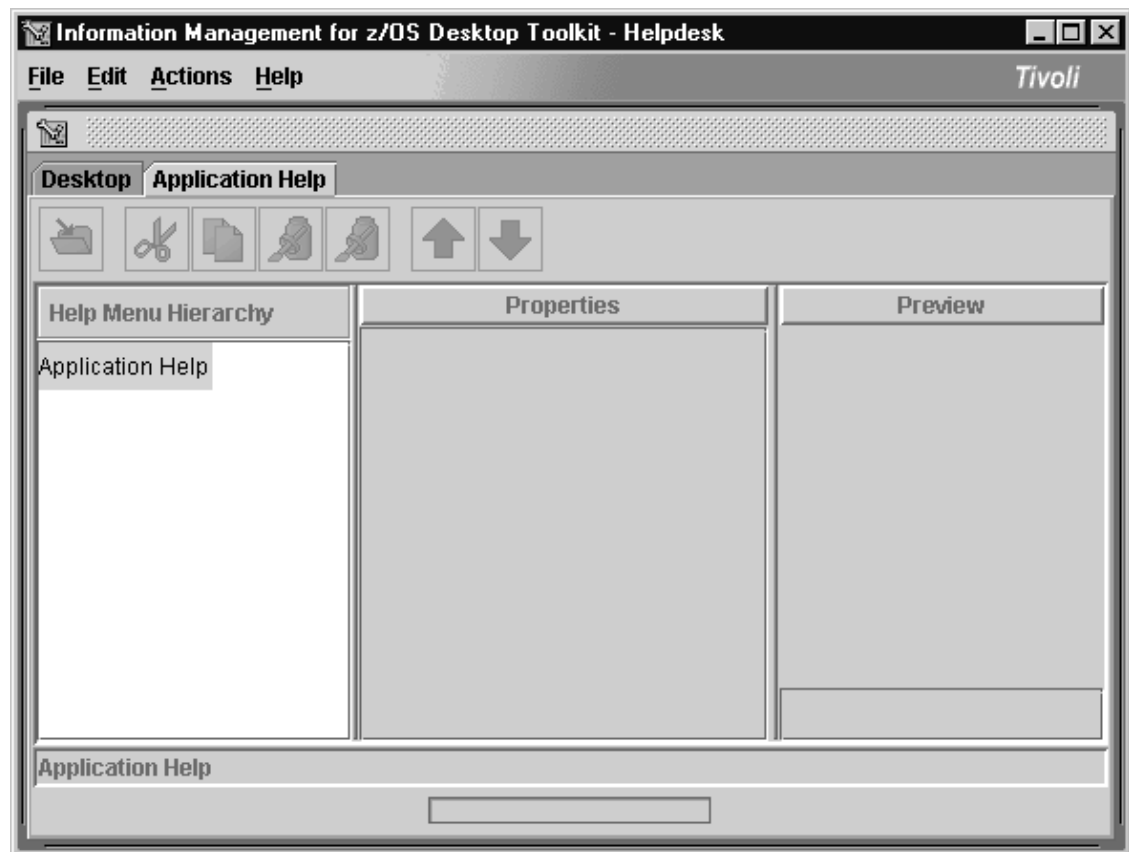 Information Management for z/OS Desktop Toolkit - Helpdesk
File Edit Actions Help Tivoli
Desktop Application Help
Help Menu Hierarchy Properties Preview
Application Help
Application Help